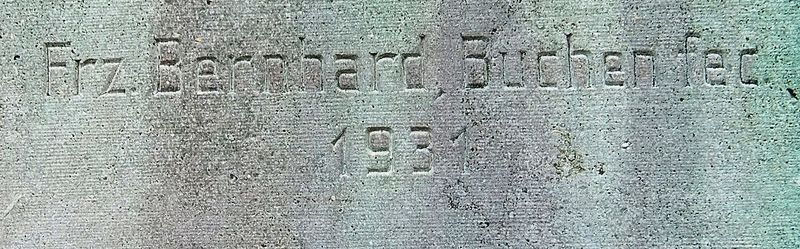 Frz. Bernhard, Buchen fec
1931